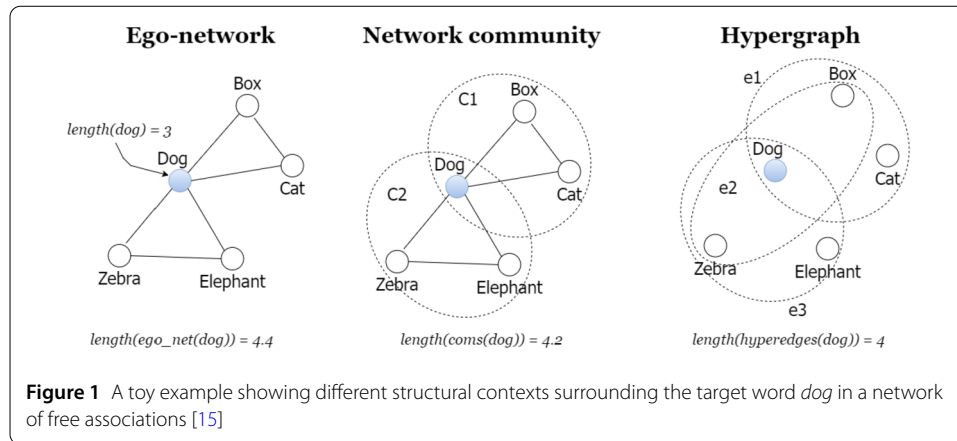 Ego-network
Network community
Hypergraph
length(dog) = 3
Box
Dog
Cat
Zebra
Elephant
length(ego_net(dog)) = 4.4
C1
Box
Dog
C2
Cat
Zebra
Elephant
length(coms(dog)) = 4.2
e1
Box
Dog
Cat
e2
Zebra
Elephant
e3
length(hyperedges(dog)) = 4
Figure 1 A toy example showing different structural contexts surrounding the target word dog in a network
of free associations [15]